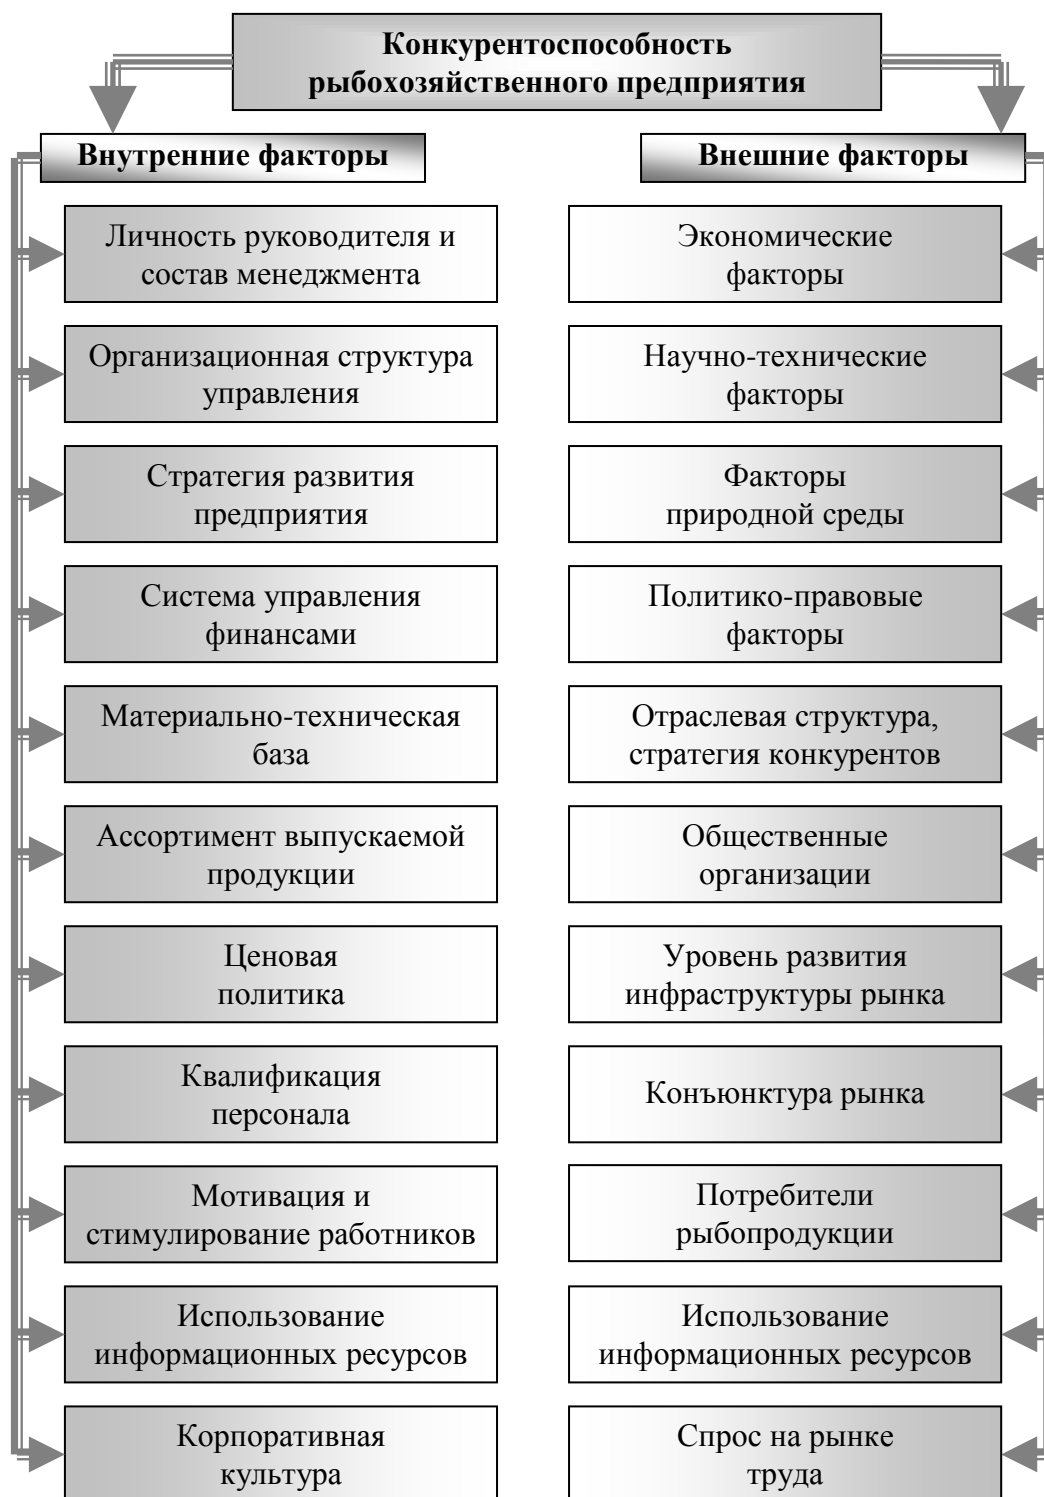 Конкурентоспособность
рыбохозяйственного предприятия
Внутренние факторы
Внешние факторы
Личность руководителя и
состав менеджмента
Экономические
факторы
Организационная структура
управления
Научно-технические
факторы
Стратегия развития
предприятия
Факторы
природной среды
Система управления
финансами
Политико-правовые
факторы
Материально-техническая
база
Отраслевая структура,
стратегия конкурентов
Ассортимент выпускаемой
продукции
Общественные
организации
Ценовая
политика
Уровень развития
инфраструктуры рынка
Квалификация
персонала
Конъюнктура рынка
Мотивация и
стимулирование работников
Потребители
рыбопродукции
Использование
информационных ресурсов
Использование
информационных ресурсов
Корпоративная
культура
Спрос на рынке
труда